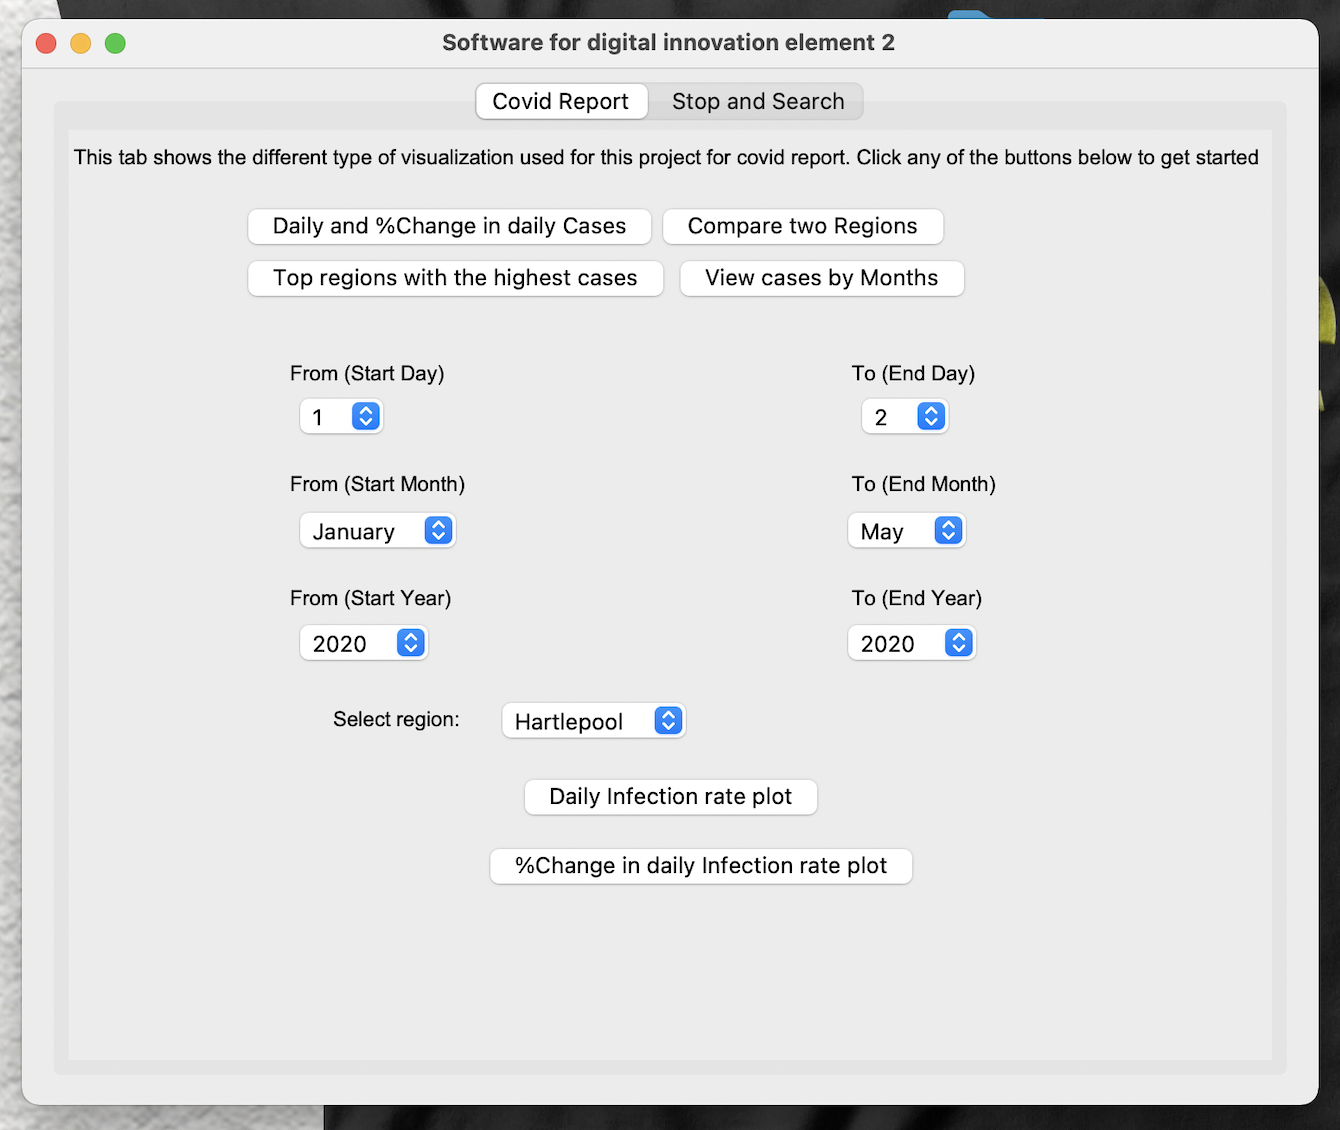 Software for digital innovation element 2
Covid Report Stop and Search
This tab shows the different type of visualization used for this project for covid report. Click any of the buttons below to get started
Daily and %Change in daily Cases Compare two Regions
Top regions with the highest cases View cases by Months
From (Start Day) To (End Day)
1 2
From (Start Month) To (End Month)
January May
From (Start Year) To (End Year)
2020 2020
Select region: Hartlepool
Daily Infection rate plot
%Change in daily Infection rate plot